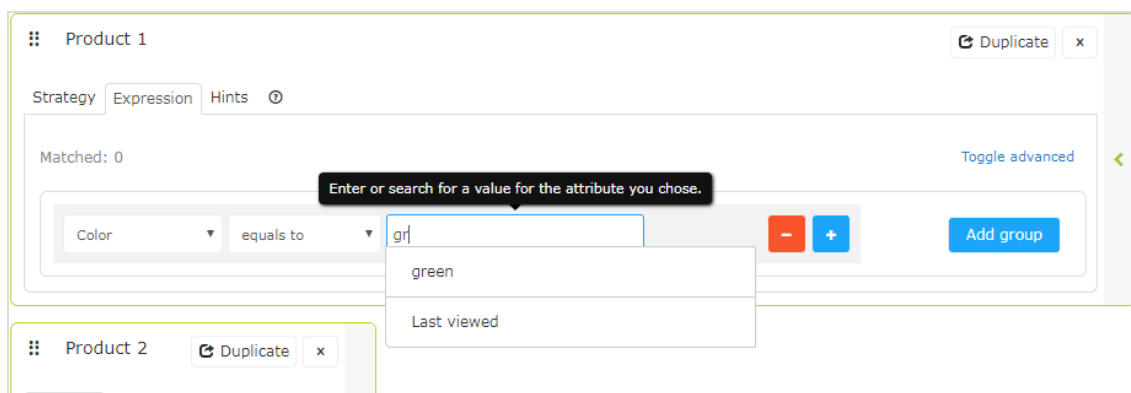 Product 1
Duplicate x
Strategy Expression Hints
Matched: 0
Toggle advanced
Enter or search for a value for the attribute you chose.
Color equals to gr - + Add group
green
Last viewed
Product 2 Duplicate x